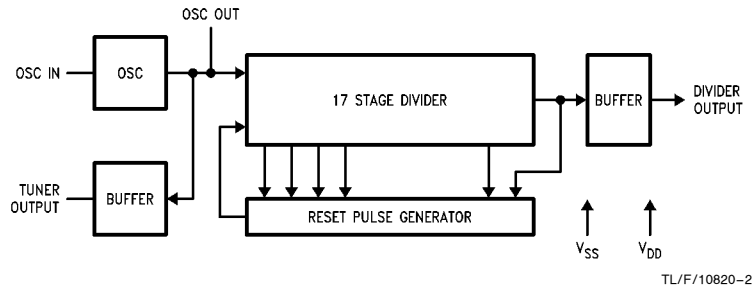 OSC OUT
OSC IN
OSC
17 STAGE DIVIDER
BUFFER
DIVIDER
OUTPUT
TUNER
OUTPUT
BUFFER
RESET PULSE GENERATOR
VSS
VDD
TL/F/10820–2